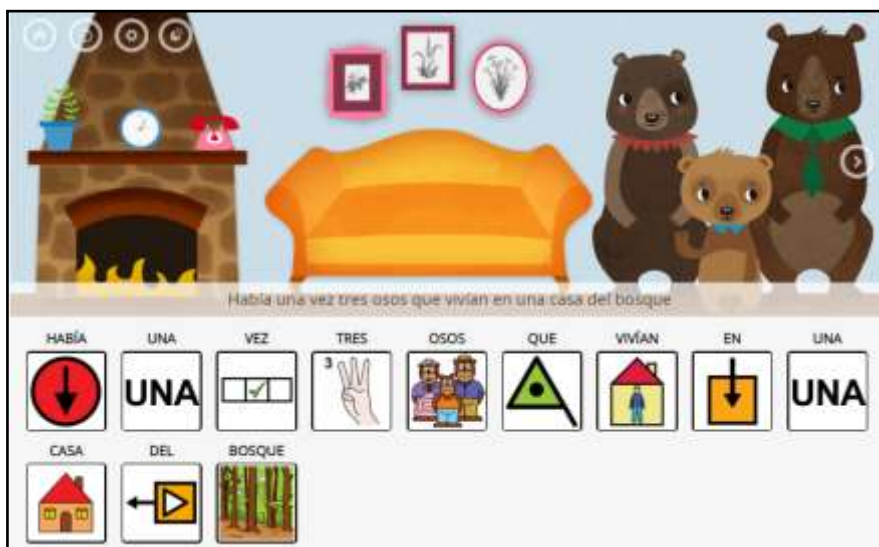 Había una vez tres osos que vivían en una casa del bosque
HABÍA UNA VEZ TRES OSOS QUE VIVÍAN EN UNA
UNA 3 UNA
CASA DEL BOSQUE